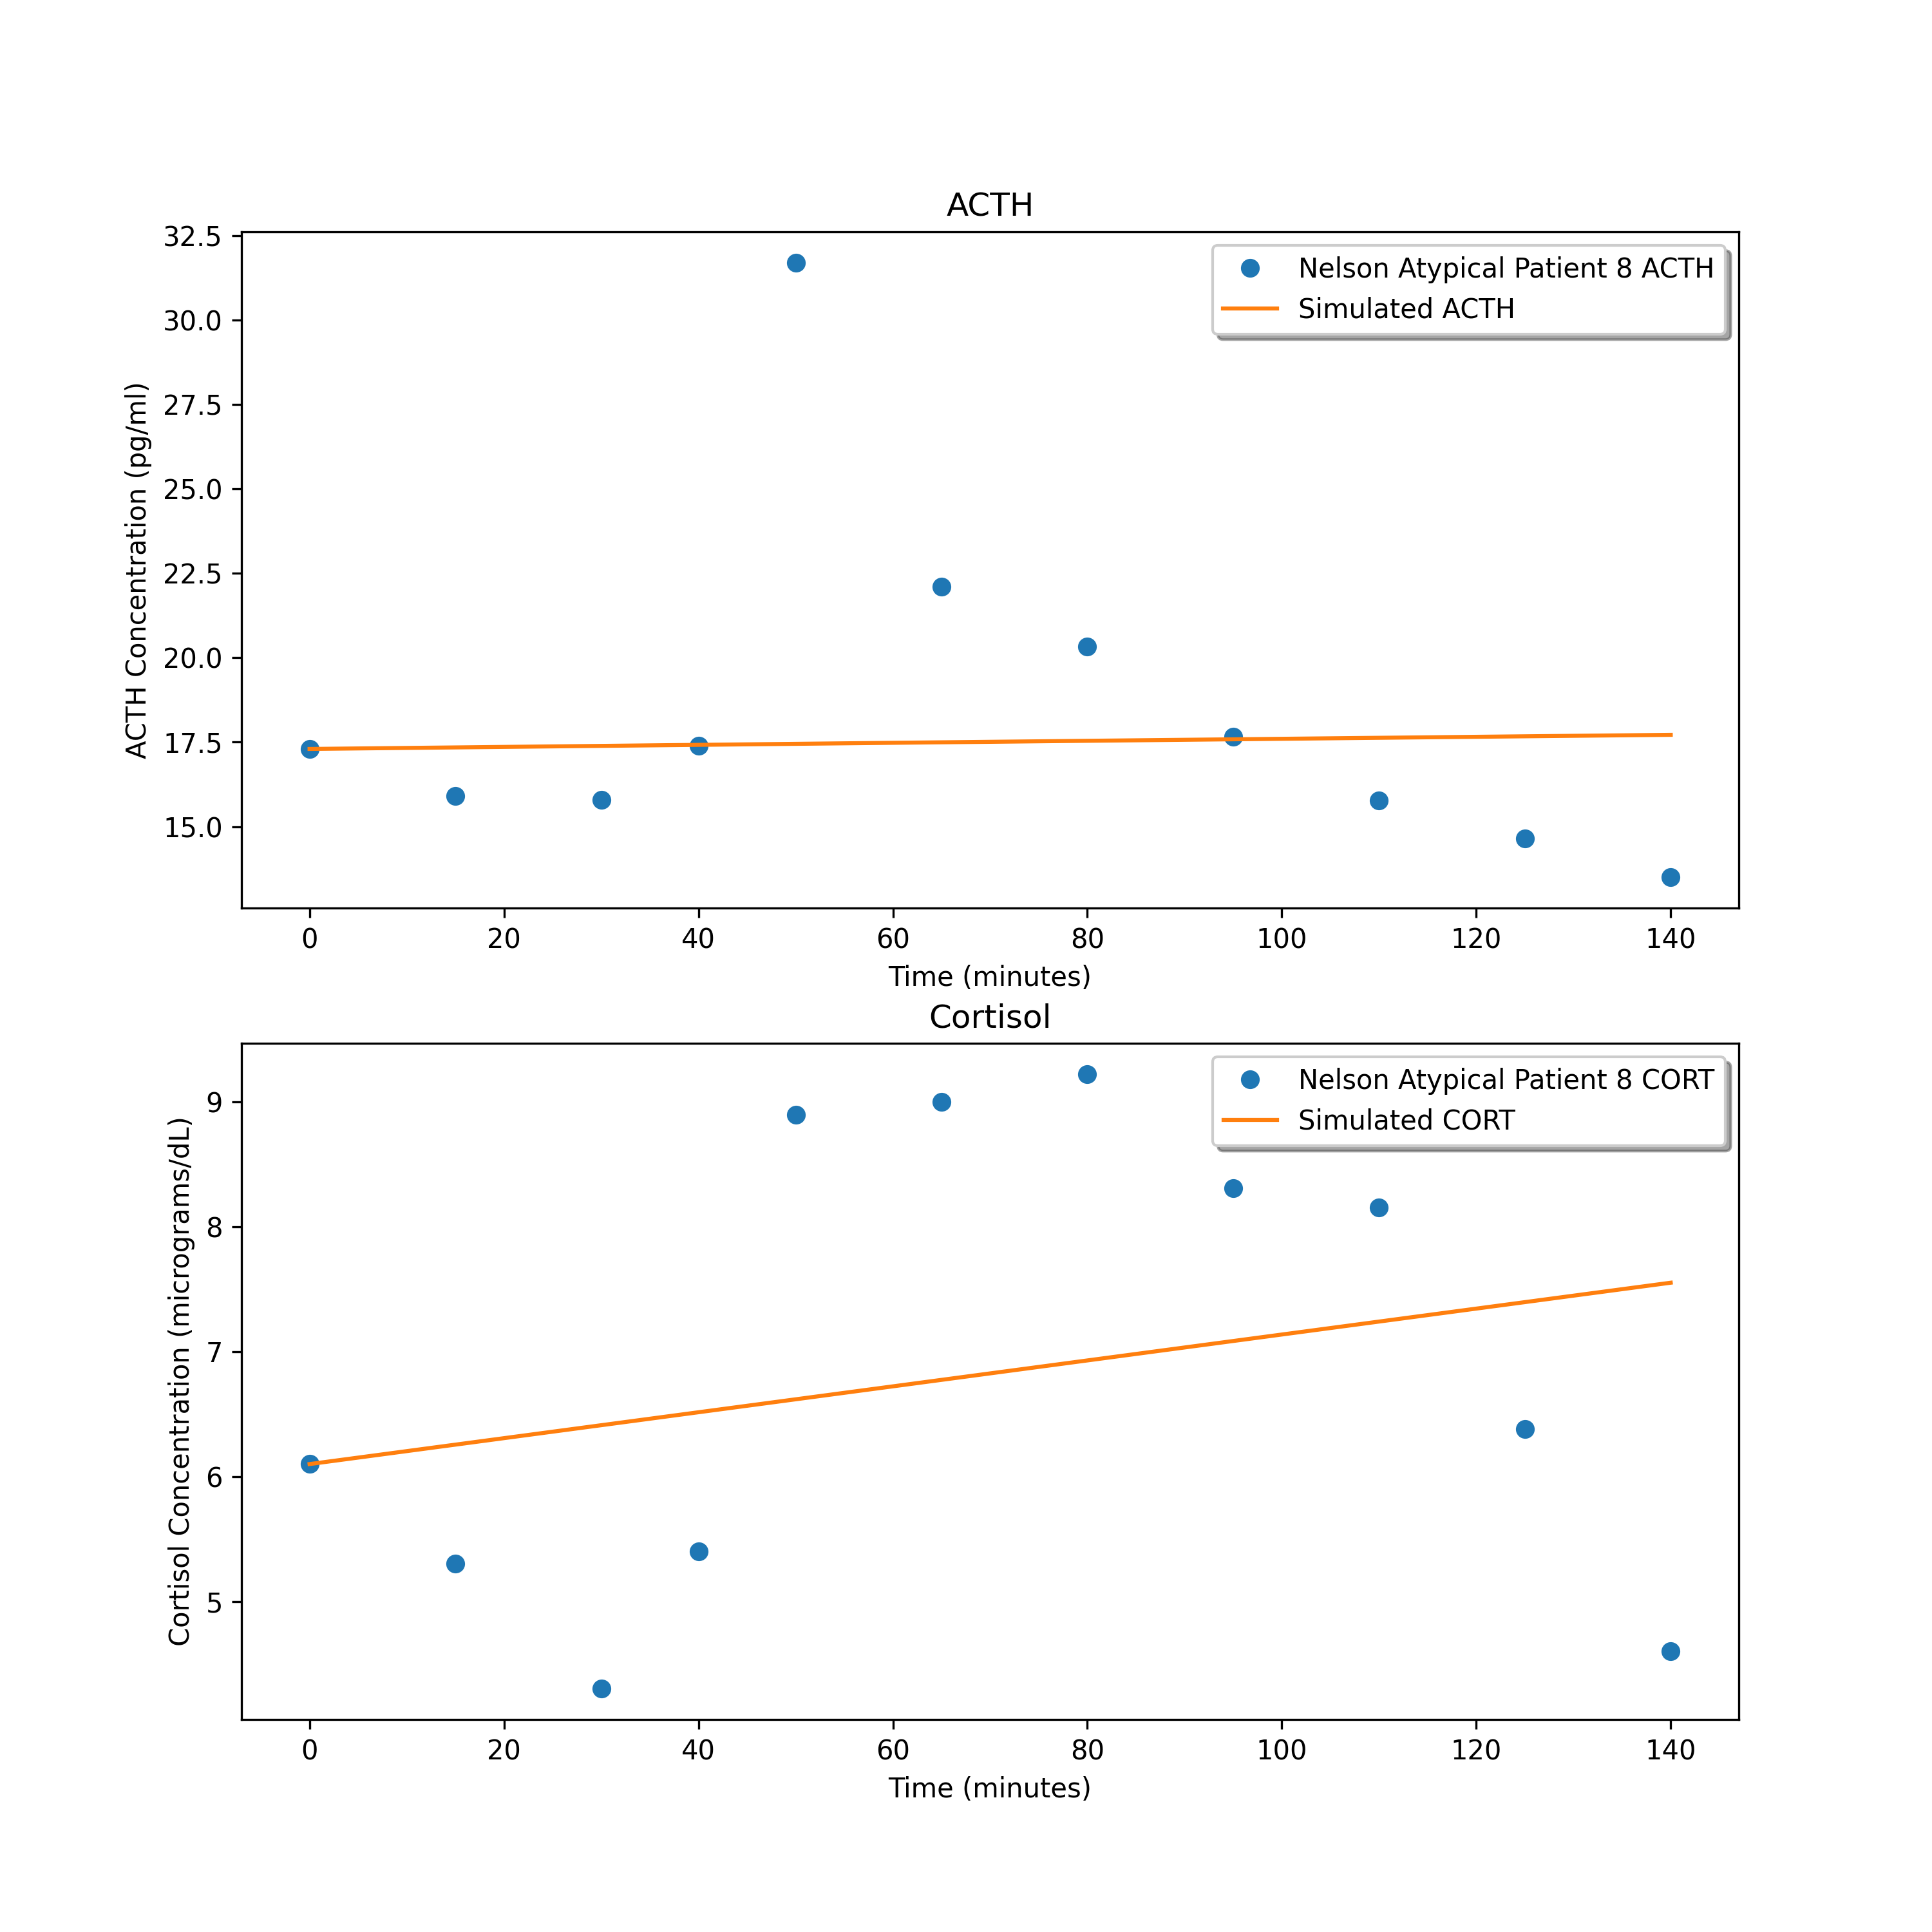 ACTH
32.5
30.0
27.5
25.0
22.5
20.0
17.5
15.0
ACTH Concentration (pg/ml)
Nelson Atypical Patient 8 ACTH
Simulated ACTH
0 20 40 60 80 100 120 140
Time (minutes)
Cortisol
9
8
7
6
5
Cortisol Concentration (micrograms/dL)
Nelson Atypical Patient 8 CORT
Simulated CORT
0 20 40 60 80 100 120 140
Time (minutes)